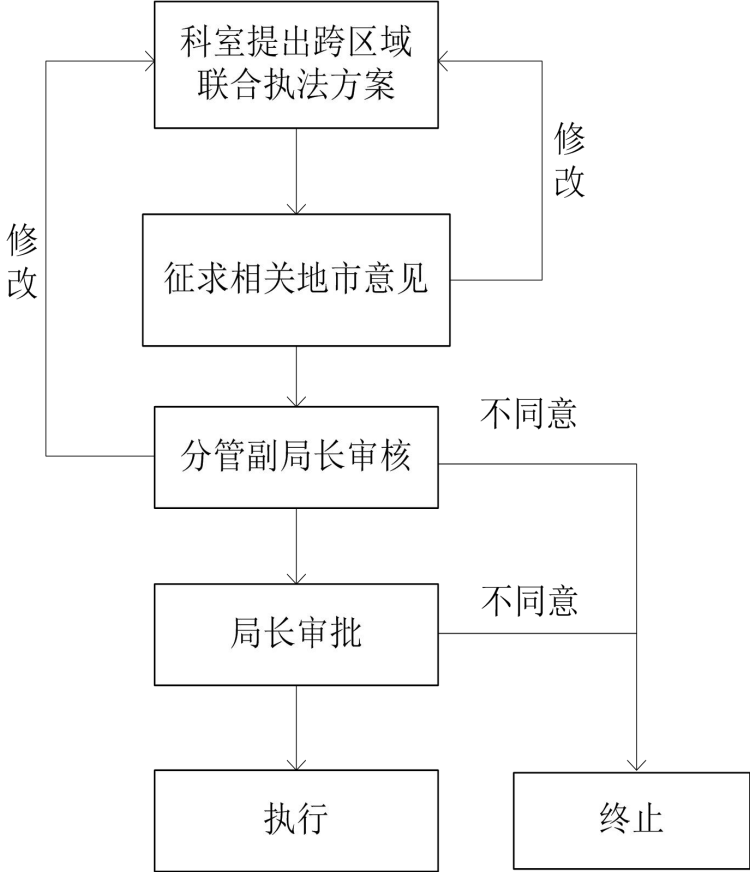 科室提出跨区域
联合执法方案
修
改
修
改
征求相关地市意见
不同意
分管副局长审核
不同意
局长审批
执行
终止